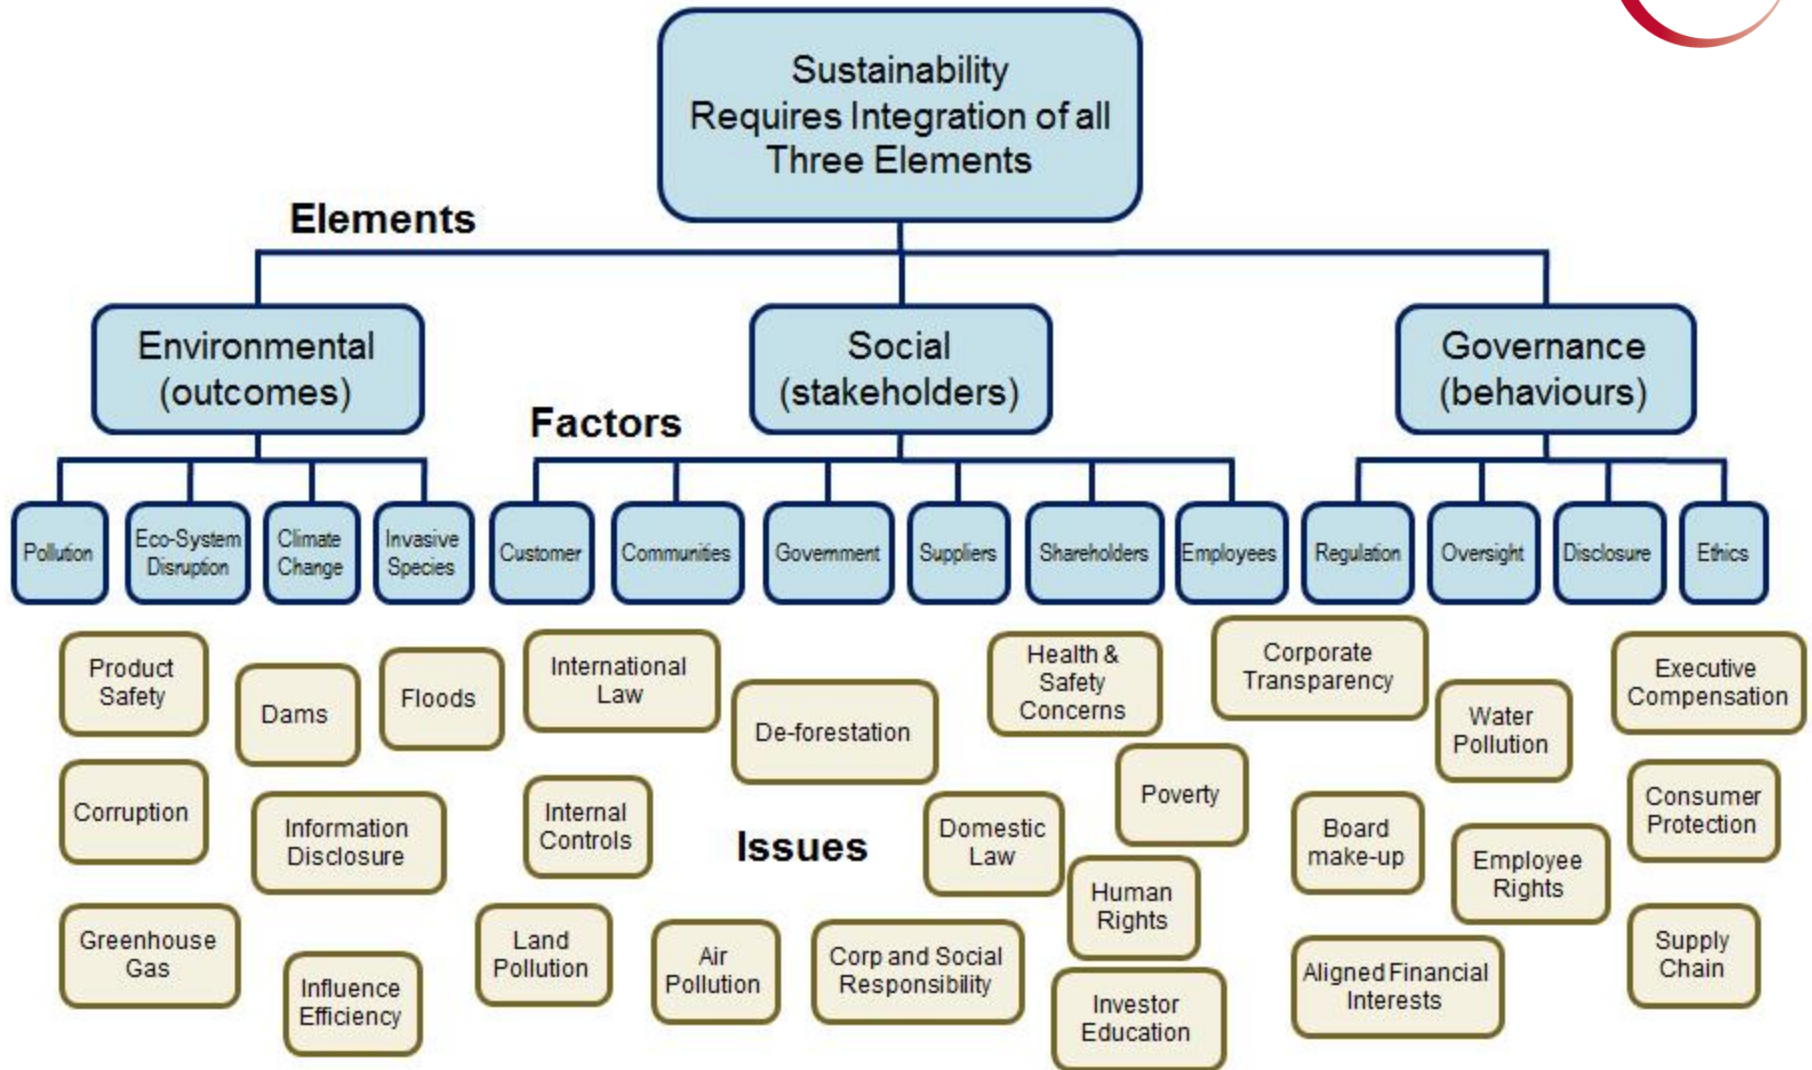 Sustainability
Requires Integration of all
Three Elements
Elements
Environmental
(outcomes)
Social
(stakeholders)
Governance
(behaviours)
Factors
Pollution
Eco-System
Disruption
Climate
Change
Invasive
Species
Customer
Communities
Government
Suppliers
Shareholders
Employees
Regulation
Oversight
Disclosure
Ethics
Product
Safety
Dams
Floods
International
Law
De-forestation
Health &
Safety
Concerns
Corporate
Transparency
Water
Pollution
Executive
Compensation
Corruption
Information
Disclosure
Internal
Controls
Issues
Domestic
Law
Poverty
Human
Rights
Board
make-up
Employee
Rights
Consumer
Protection
Greenhouse
Gas
Influence
Efficiency
Land
Pollution
Air
Pollution
Corp and Social
Responsibility
Investor
Education
Aligned Financial
Interests
Supply
Chain